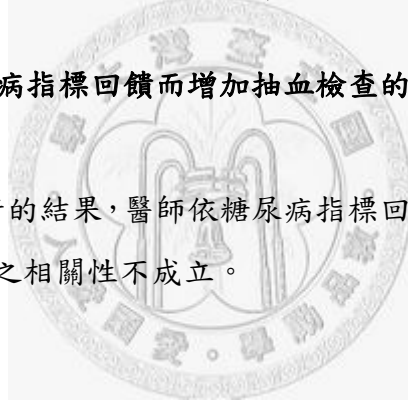 病指標回饋而增加抽血檢查的
的結果，醫師依糖尿病指標回
之相關性不成立。